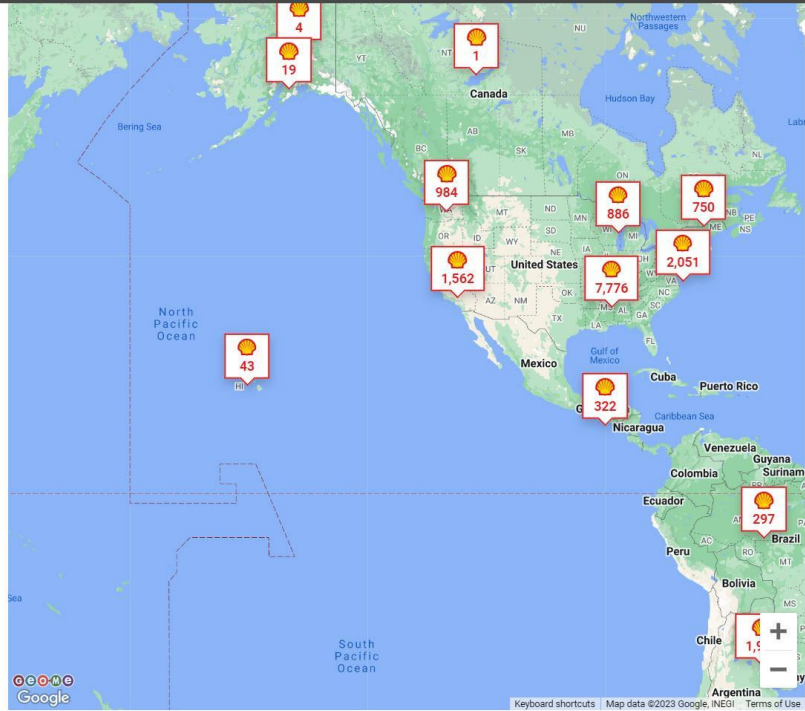 4
Northwestern
Passages
NU
NT
1
YT
19
Canada
Hudson Bay
Bering Sea
AB
MB
NL
BC
SK
ON
984
886
750
NB
PE
NS
WA
MT
ND
MN
WI
MI
ME
OR
ID
SD
2,051
WY
IA
1,562
UT
United States
NE
7,776
VA
WV
NC
AZ
NM
OK
MS
AL
SC
GA
TX
LA
North
Pacific
Ocean
FL
Gulf of
Mexico
43
Mexico
Cuba
Puerto Rico
HI
322
Caribbean Sea
Nicaragua
Venezuela
Guyana
Surinam
Colombia
Ecuador
297
Brazil
AC
RO
MT
Peru
Bolivia
MS
Sea
South
Pacific
Ocean
Chile
+
−
GEOME
Google
Argentina
Keyboard shortcuts
Map data ©2023 Google, INEGI
Terms of Use